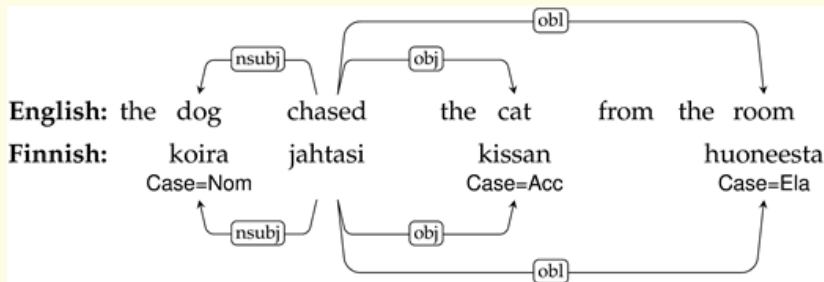 obl
nsubj obj
English: the dog chased the cat from the room
Finnish: koira jahtasi kissan huoneesta
Case=Nom Case=Acc Case=Ela
nsubj obj
obl